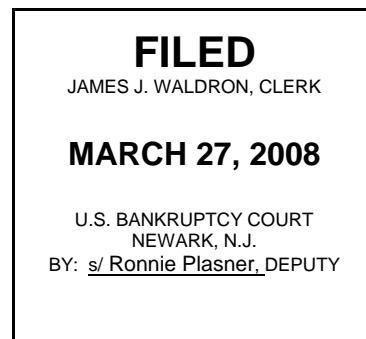 FILED
JAMES J. WALDRON, CLERK
MARCH 27, 2008
U.S. BANKRUPTCY COURT
NEWARK, N.J.
BY: s/ Ronnie Plasner, DEPUTY